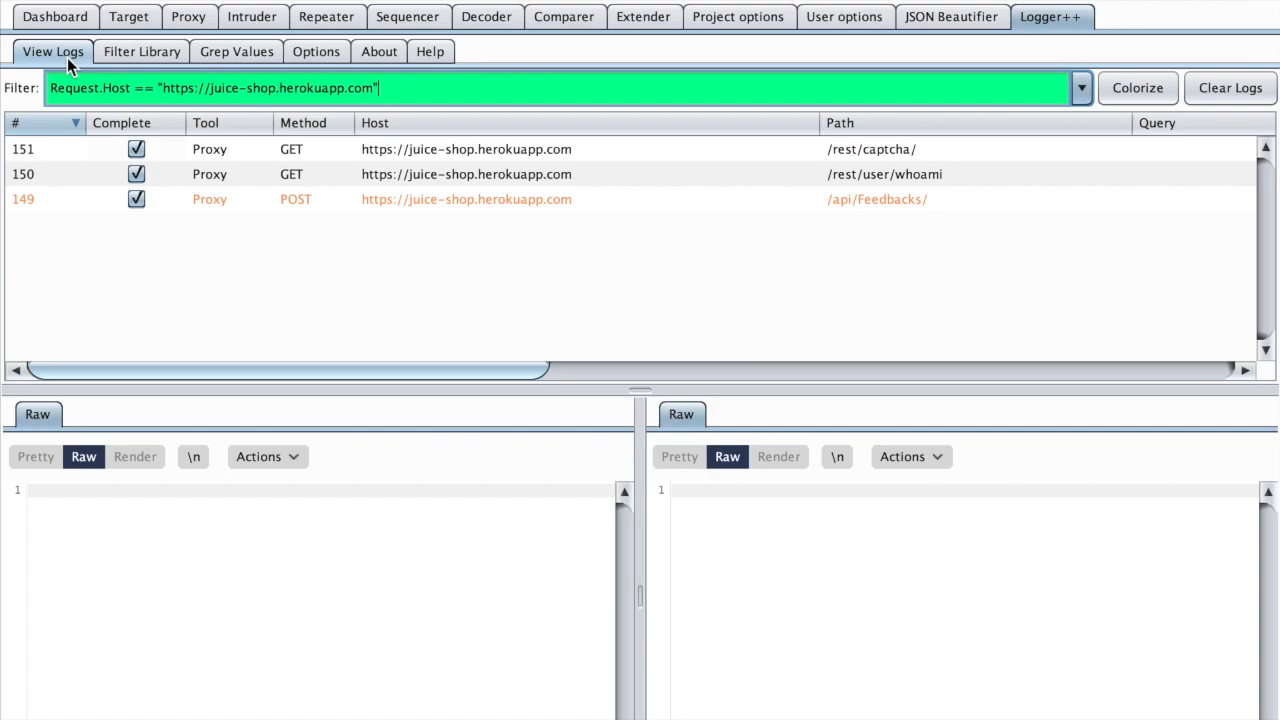 Dashboard Target Proxy Intruder Repeater Sequencer Decoder Comparer Extender Project options User options JSON Beautifier Logger++
View Logs Filter Library Grep Values Options About Help
Filter: Request.Host == "https://juice-shop.herokuapp.com" Colorize Clear Logs
# Complete Tool Method Host Path Query
151 Proxy GET https://juice-shop.herokuapp.com /rest/captcha/
150 Proxy GET https://juice-shop.herokuapp.com /rest/user/whoami
149 Proxy POST https://juice-shop.herokuapp.com /api/Feedbacks/
Raw Raw
Pretty Raw Render \n Actions Pretty Raw Render \n Actions
1 1